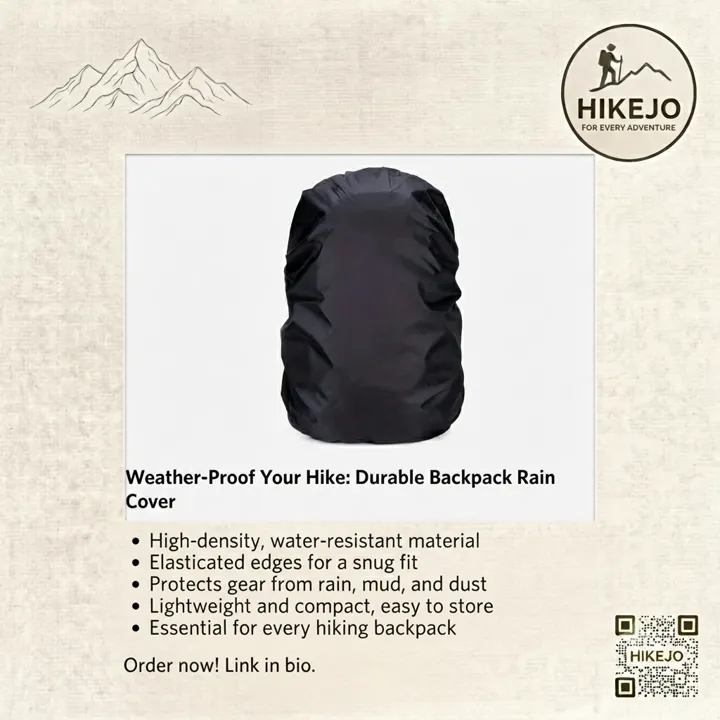 HIKEJO
FOR EVERY ADVENTURE
Weather-Proof Your Hike: Durable Backpack Rain
Cover
• High-density, water-resistant material
• Elasticated edges for a snug fit
• Protects gear from rain, mud, and dust
• Lightweight and compact, easy to store
• Essential for every hiking backpack
Order now! Link in bio.
HIKEJO